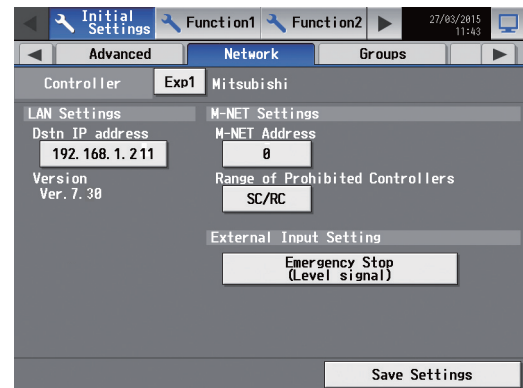 Initial
Settings
Function1
Function2
27/03/2015
11:43
Advanced
Network
Groups
Controller
Exp1
Mitsubishi
LAN Settings
M-NET Settings
Dstn IP address
M-NET Address
192.168.1.211
0
Version
Range of Prohibited Controllers
Ver.7.30
SC/RC
External Input Setting
Emergency Stop
(Level signal)
Save Settings